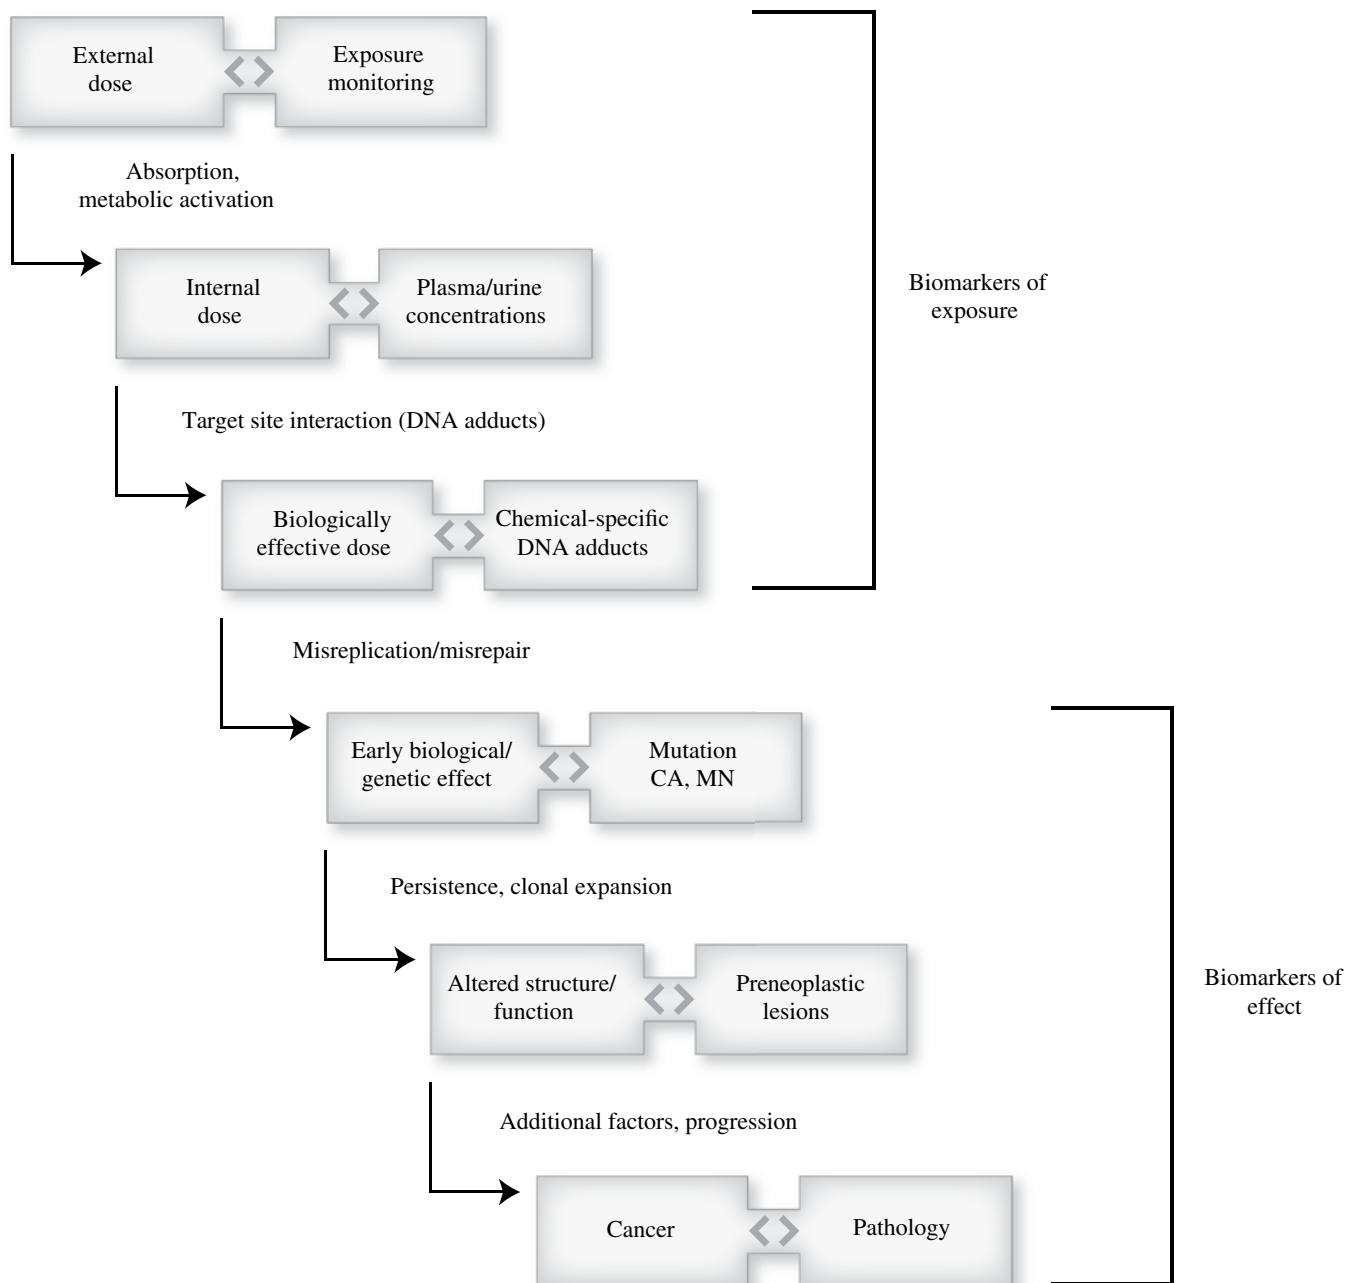 External
dose
Exposure
monitoring
Absorption,
metabolic activation
Internal
dose
Plasma/urine
concentrations
Biomarkers of
exposure
Target site interaction (DNA adducts)
Biologically
effective dose
Chemical-specific
DNA adducts
Misreplication/misrepair
Early biological/
genetic effect
Mutation
CA, MN
Persistence, clonal expansion
Altered structure/
function
Preneoplastic
lesions
Biomarkers of
effect
Additional factors, progression
Cancer
Pathology